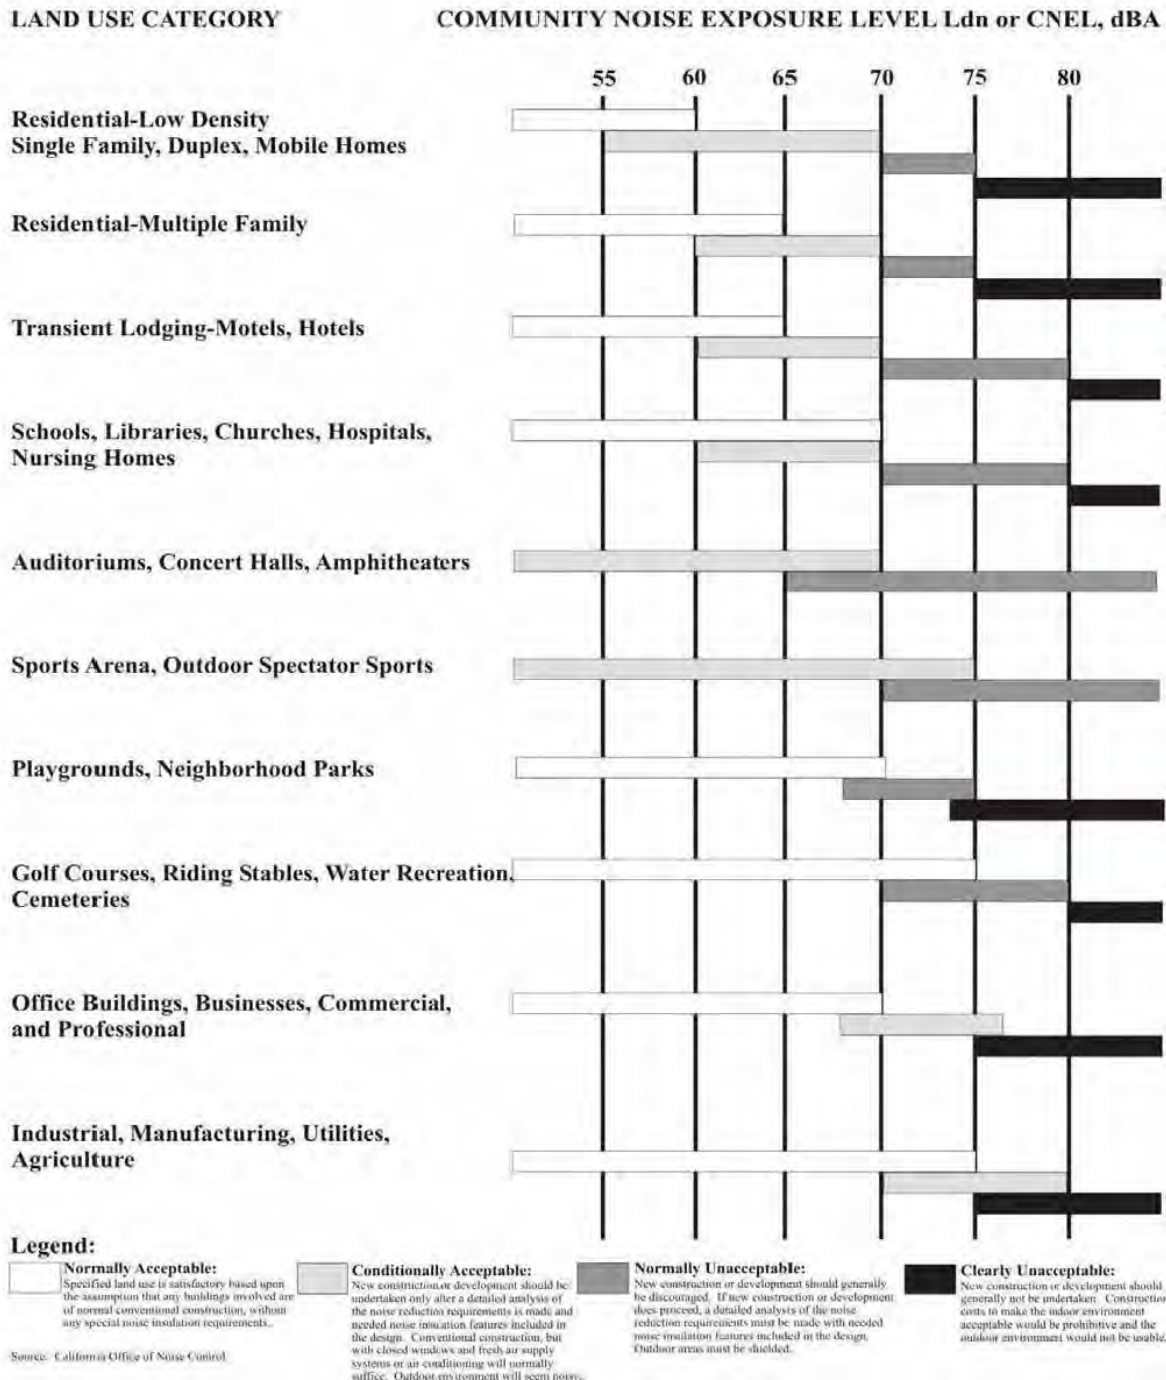 LAND USE CATEGORY
COMMUNITY NOISE EXPOSURE LEVEL Ldn or CNEL, dBA
55 60 65 70 75 80
Residential-Low Density
Single Family, Duplex, Mobile Homes
Residential-Multiple Family
Transient Lodging-Motels, Hotels
Schools, Libraries, Churches, Hospitals,
Nursing Homes
Auditoriums, Concert Halls, Amphitheaters
Sports Arena, Outdoor Spectator Sports
Playgrounds, Neighborhood Parks
Golf Courses, Riding Stables, Water Recreation,
Cemeteries
Office Buildings, Businesses, Commercial,
and Professional
Industrial, Manufacturing, Utilities,
Agriculture
Legend:
Normally Acceptable:
Specified land use is satisfactory based upon
the assumption that any buildings involved are
of normal conventional construction, without
any special noise insulation requirements.
Conditionally Acceptable:
New construction or development should be
undertaken only after a detailed analysis of
the noise reduction requirements is made and
needed noise insulation features included in
the design. Conventional construction, but
with closed windows and fresh air supply
systems or air conditioning will normally
suffice. Outdoor environment will seem noisy.
Normally Unacceptable:
New construction or development should generally
be discouraged. If new construction or development
does proceed, a detailed analysis of the noise
reduction requirements must be made with needed
noise insulation features included in the design.
Outdoor areas must be shielded.
Clearly Unacceptable:
New construction or development should
generally not be undertaken. Construction
costs to make the indoor environment
acceptable would be prohibitive and the
outdoor environment would not be usable.
Source: California Office of Noise Control